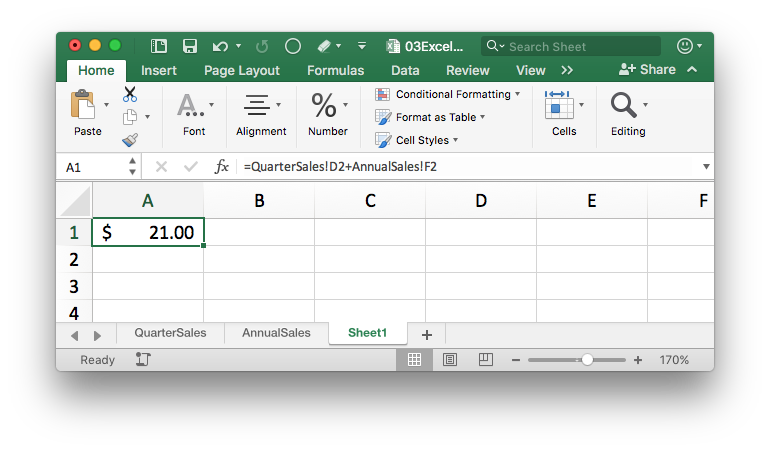 03Excel... Search Sheet
Home Insert Page Layout Formulas Data Review View >> Share
Paste Font Alignment % Number Conditional Formatting Format as Table Cell Styles Cells Editing
A1 fx =QuarterSales!D2+AnnualSales!F2
A B C D E F
1 $ 21.00
2
3
4
QuarterSales AnnualSales Sheet1 +
Ready − + 170%